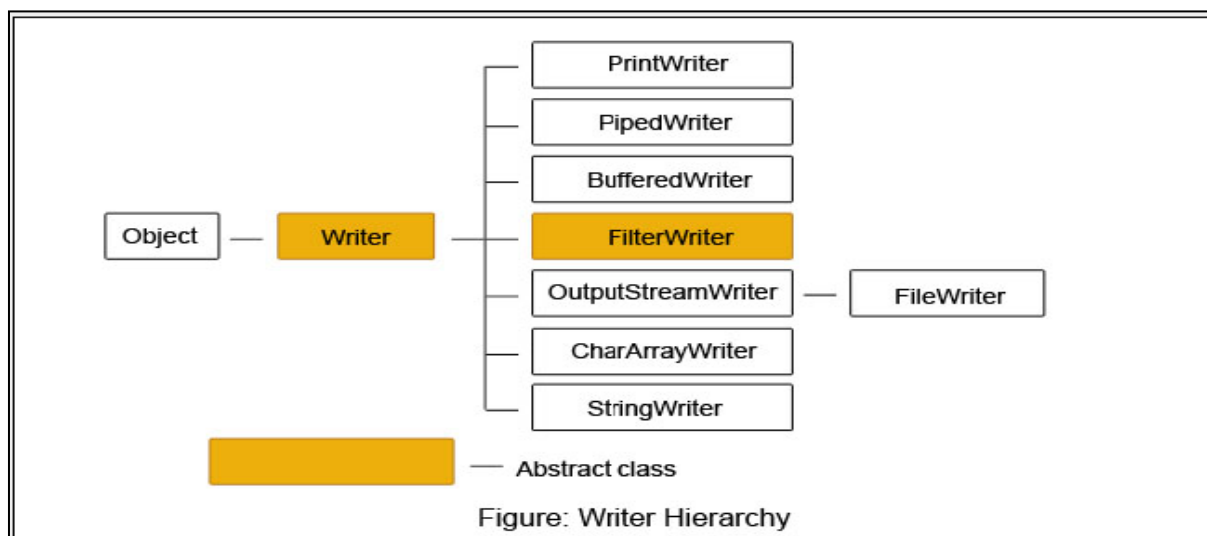 PrintWriter
PipedWriter
BufferedWriter
Object
Writer
FilterWriter
OutputStreamWriter
FileWriter
CharArrayWriter
StringWriter
Abstract class
Figure: Writer Hierarchy